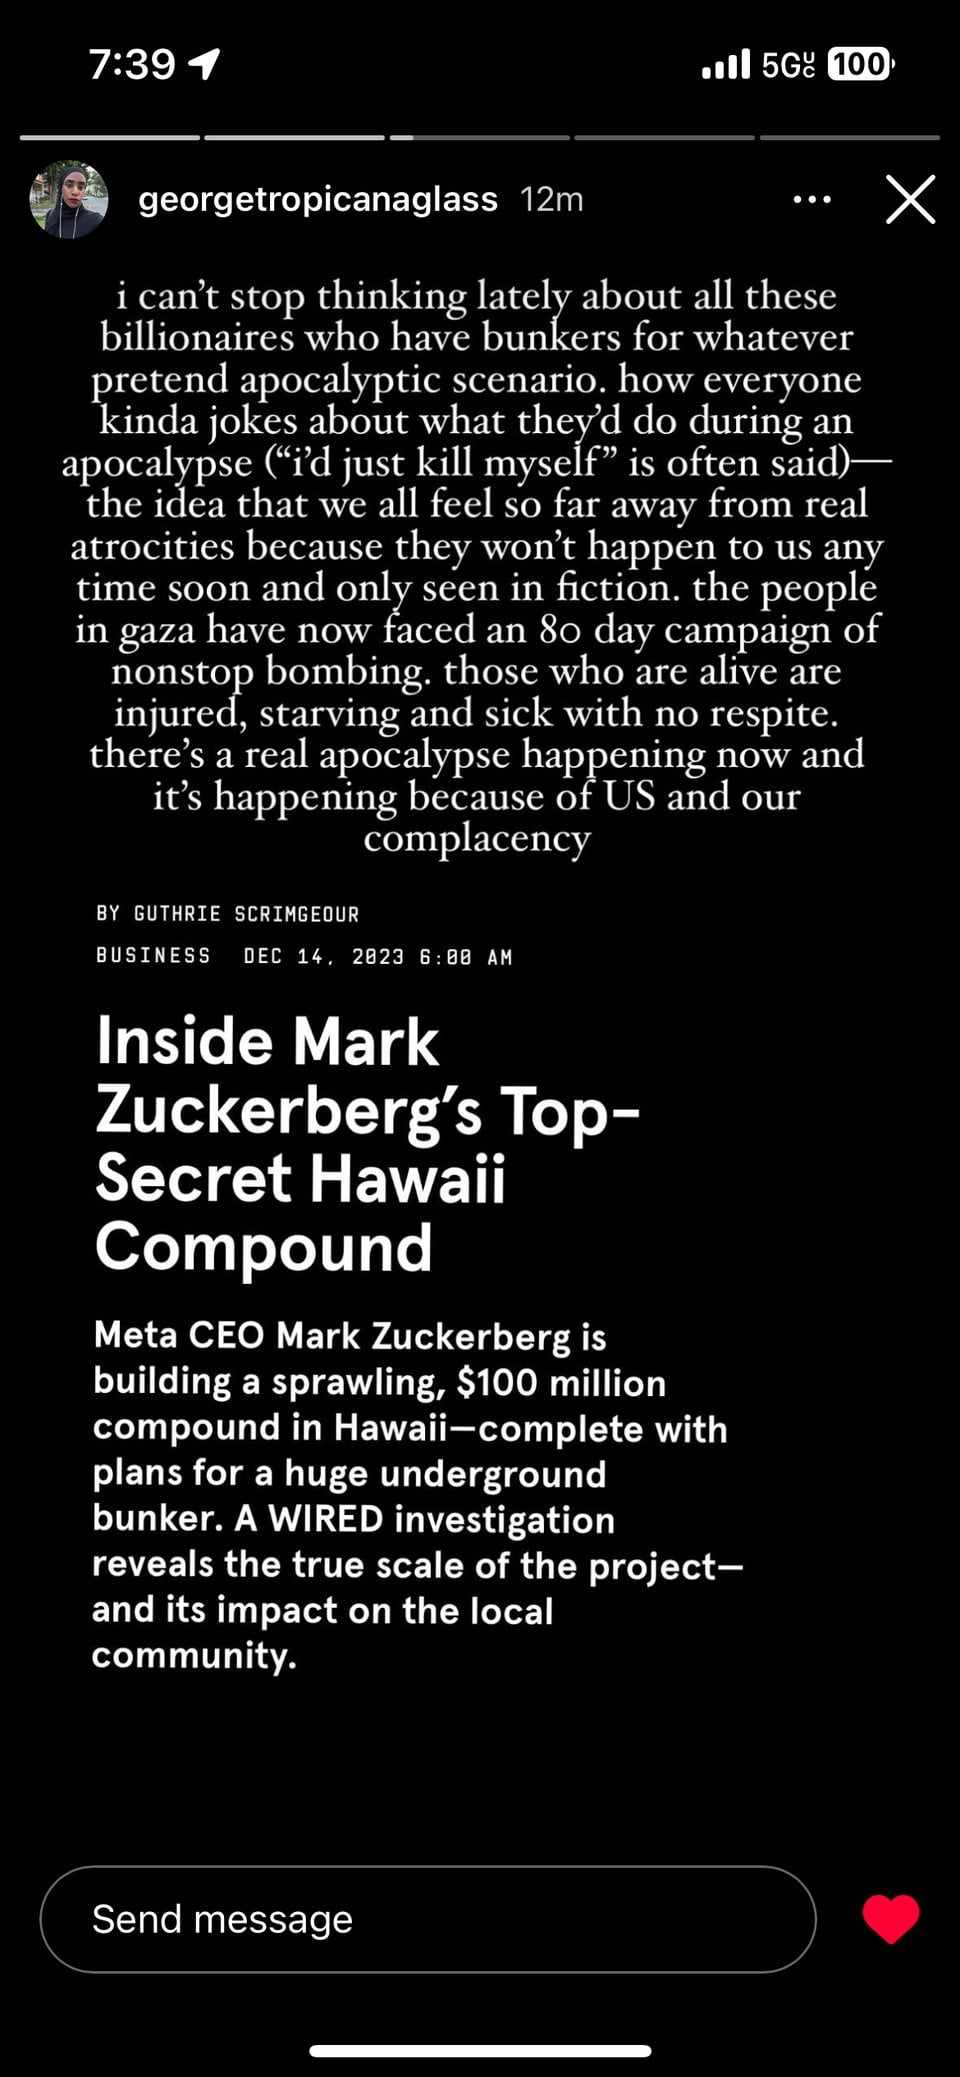 7:39
5GUC 100
georgetropicanaglass 12m
i can’t stop thinking lately about all these
billionaires who have bunkers for whatever
pretend apocalyptic scenario. how everyone
kinda jokes about what they’d do during an
apocalypse (“i’d just kill myself” is often said)—
the idea that we all feel so far away from real
atrocities because they won’t happen to us any
time soon and only seen in fiction. the people
in gaza have now faced an 80 day campaign of
nonstop bombing. those who are alive are
injured, starving and sick with no respite.
there’s a real apocalypse happening now and
it’s happening because of US and our
complacency
BY GUTHRIE SCRIMGEOUR
BUSINESS DEC 14, 2023 6:00 AM
Inside Mark
Zuckerberg’s Top-
Secret Hawaii
Compound
Meta CEO Mark Zuckerberg is
building a sprawling, $100 million
compound in Hawaii—complete with
plans for a huge underground
bunker. A WIRED investigation
reveals the true scale of the project—
and its impact on the local
community.
Send message